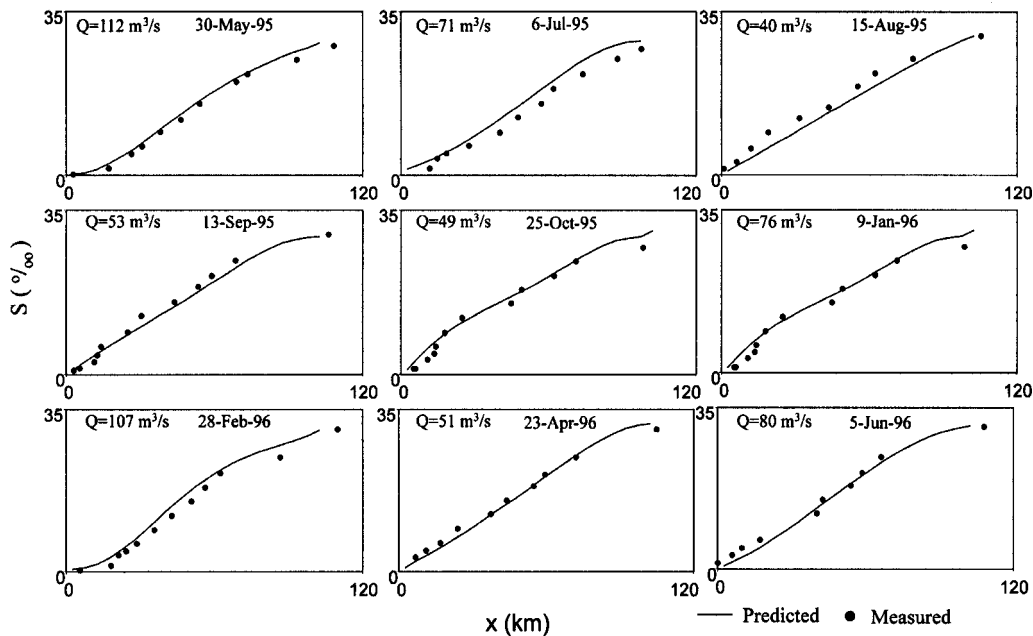 35
Q=112 m³/s 30-May-95
0
0 120
35
Q=71 m³/s 6-Jul-95
0
0 120
35
Q=40 m³/s 15-Aug-95
0
0 120
35
Q=53 m³/s 13-Sep-95
0
0 120
35
Q=49 m³/s 25-Oct-95
0
0 120
35
Q=76 m³/s 9-Jan-96
0
0 120
S (°/₀₀)
35
Q=107 m³/s 28-Feb-96
0
0 120
35
Q=51 m³/s 23-Apr-96
0
0 120
35
Q=80 m³/s 5-Jun-96
0
0 120
x (km)
Predicted Measured